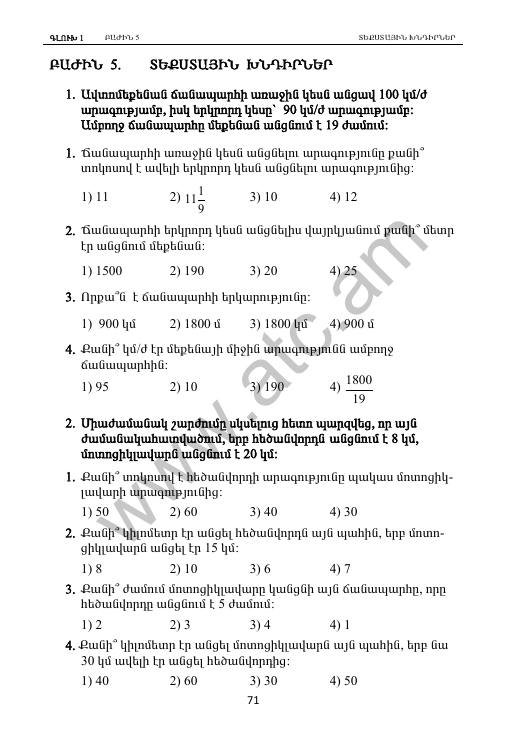 ԳԼՈՒԽ 1 ԲԱԺԻՆ 5 ՏԵՔՍՏԱՅԻՆ ԽՆԴԻՐՆԵՐ
ԲԱԺԻՆ 5. ՏԵՔՍՏԱՅԻՆ ԽՆԴԻՐՆԵՐ
1. Ավտոմեքենան ճանապարհի առաջին կեսն անցավ 100 կմ/ժ
արագությամբ, իսկ երկրորդ կեսը՝ 90 կմ/ժ արագությամբ:
Ամբողջ ճանապարհը մեքենան անցնում է 19 ժամում:
1. Ճանապարհի առաջին կեսն անցնելու արագությունը քանի՞
տոկոսով է ավելի երկրորդ կեսն անցնելու արագությունից:
1) 11 2) 11 1/9 3) 10 4) 12
2. Ճանապարհի երկրորդ կեսն անցնելիս վայրկյանում քանի՞ մետր
էր անցնում մեքենան:
1) 1500 2) 190 3) 20 4) 25
3. Որքա՞ն է ճանապարհի երկարությունը:
1) 900 կմ 2) 1800 մ 3) 1800 կմ 4) 900 մ
4. Քանի՞ կմ/ժ էր մեքենայի միջին արագությունն ամբողջ
ճանապարհին:
1) 95 2) 10 3) 190 4) 1800/19
2. Միաժամանակ շարժումը սկսելուց հետո պարզվեց, որ այն
ժամանակահատվածում, երբ հեծանվորդն անցնում է 8 կմ,
մոտոցիկլավարն անցնում է 20 կմ:
1. Քանի՞ տոկոսով է հեծանվորդի արագությունը պակաս մոտոցիկ-
լավարի արագությունից:
1) 50 2) 60 3) 40 4) 30
2. Քանի՞ կիլոմետր էր անցել հեծանվորդն այն պահին, երբ մոտո-
ցիկլավարն անցել էր 15 կմ:
1) 8 2) 10 3) 6 4) 7
3. Քանի՞ ժամում մոտոցիկլավարը կանցնի այն ճանապարհը, որը
հեծանվորդը անցնում է 5 ժամում:
1) 2 2) 3 3) 4 4) 1
4. Քանի՞ կիլոմետր էր անցել մոտոցիկլավարն այն պահին, երբ նա
30 կմ ավելի էր անցել հեծանվորդից:
1) 40 2) 60 3) 30 4) 50
71
www.atc.am